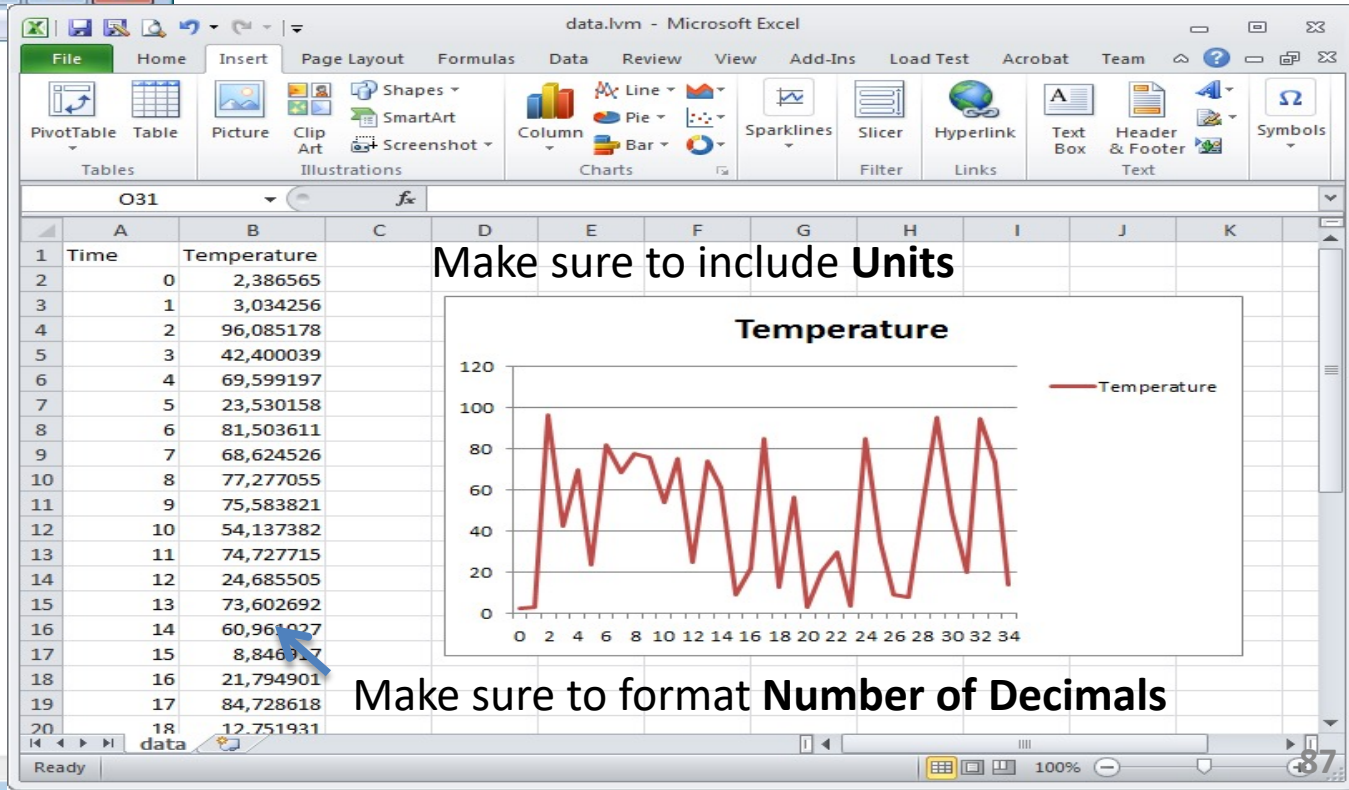 data.lvm - Microsoft Excel
File Home Insert Page Layout Formulas Data Review View Add-Ins Load Test Acrobat Team
PivotTable Table Picture Clip Art Shapes SmartArt Screenshot Column Line Pie Bar Sparklines Slicer Hyperlink Text Box Header & Footer Symbols
Tables Illustrations Charts Filter Links Text
O31 fx
A B C D E F G H I J K
1 Time Temperature
Make sure to include Units
2 0 2,386565
3 1 3,034256
4 2 96,085178
5 3 42,400039
6 4 69,599197
7 5 23,530158
8 6 81,503611
9 7 68,624526
10 8 77,277055
11 9 75,583821
12 10 54,137382
13 11 74,727715
14 12 24,685505
15 13 73,602692
16 14
17 15
18 16 21,794901
19 17 84,728618
20 18 12,751931
Temperature
120
100
80
60
40
20
0
0 2 4 6 8 10 12 14 16 18 20 22 24 26 28 30 32 34
Temperature
Make sure to format Number of Decimals
data
Ready 100%
87